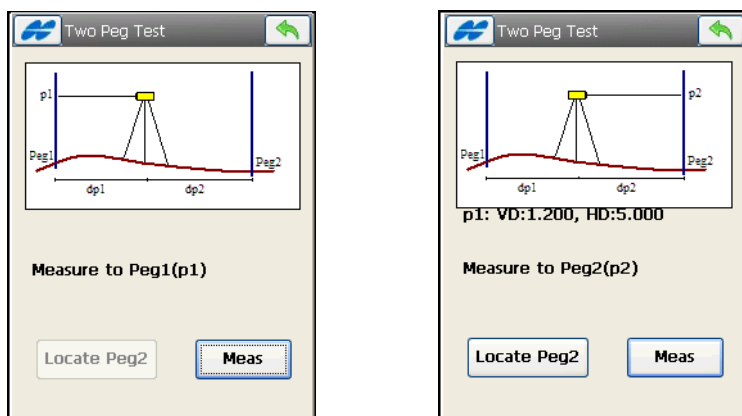 Two Peg Test
p1
Peg1
Peg2
dp1
dp2
Measure to Peg1(p1)
Locate Peg2
Meas
Two Peg Test
p2
Peg1
Peg2
dp1
dp2
p1: VD:1.200, HD:5.000
Measure to Peg2(p2)
Locate Peg2
Meas